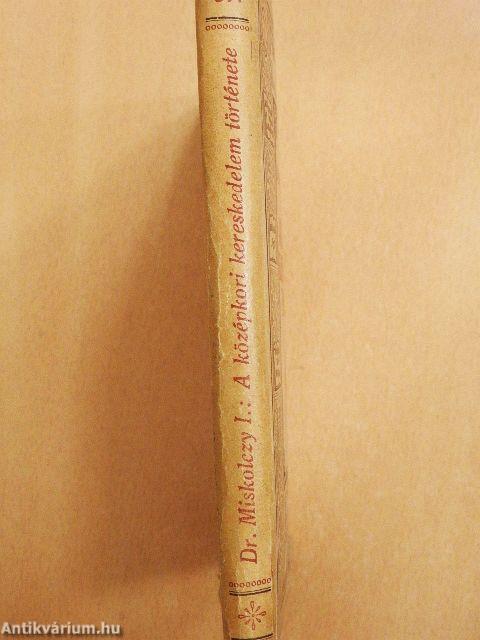 Dr. Miskolczy I.: A középkori kereskedelem története
Antikvárium.hu